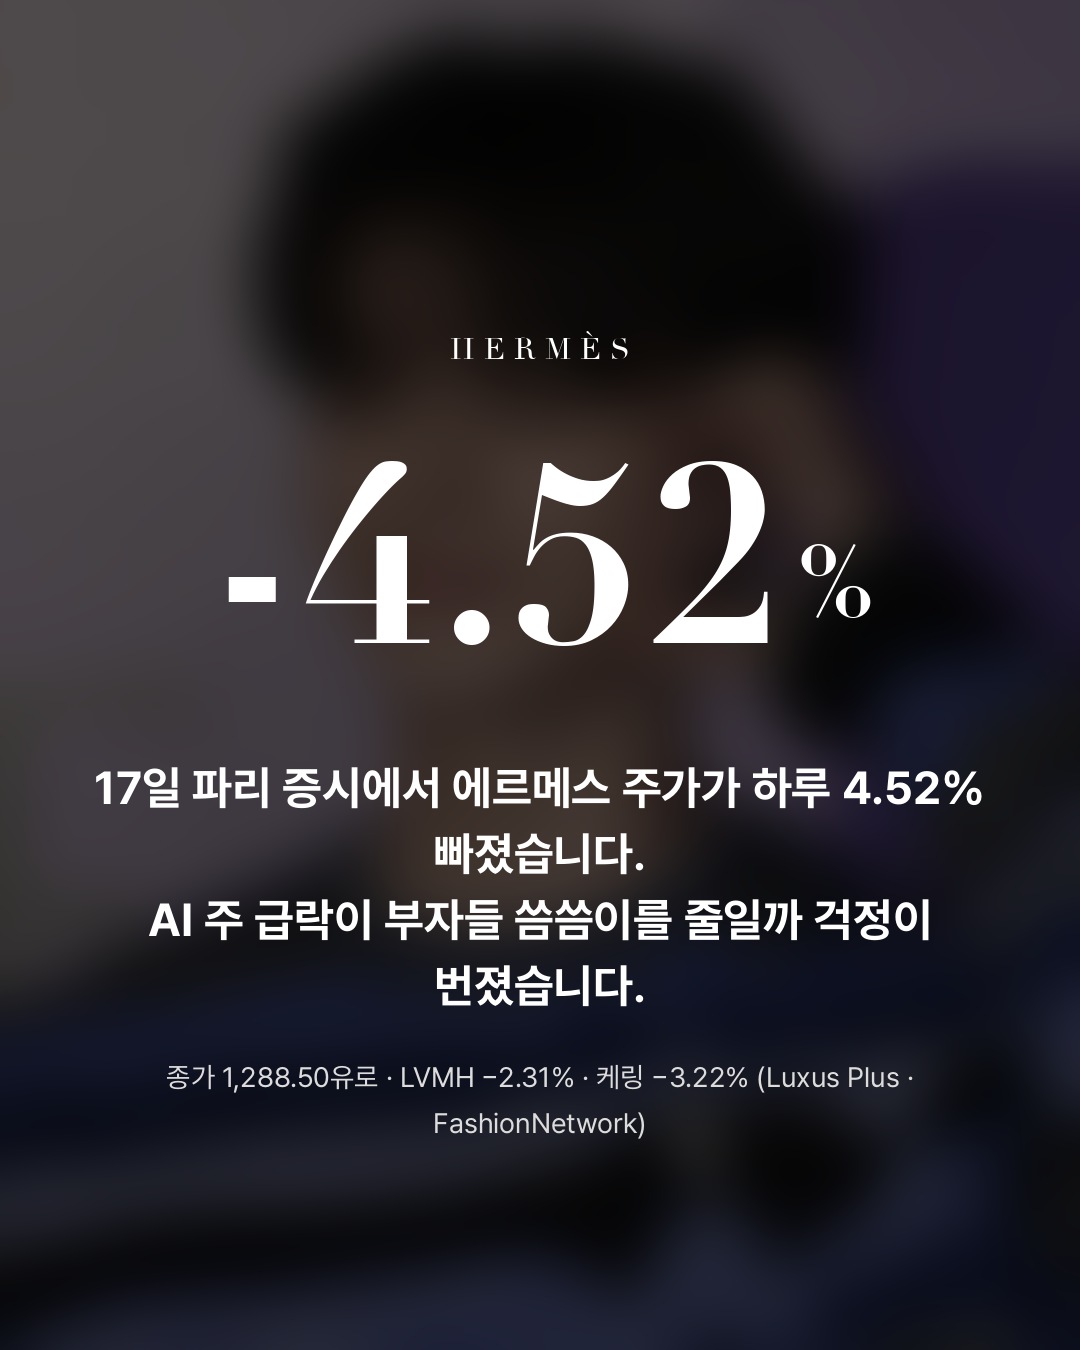 HERMÈS
-4.52%
17일 파리 증시에서 에르메스 주가가 하루 4.52%
빠졌습니다.
AI 주 급락이 부자들 씀씀이를 줄일까 걱정이
번졌습니다.
종가 1,288.50유로 · LVMH −2.31% · 케링 −3.22% (Luxus Plus ·
FashionNetwork)